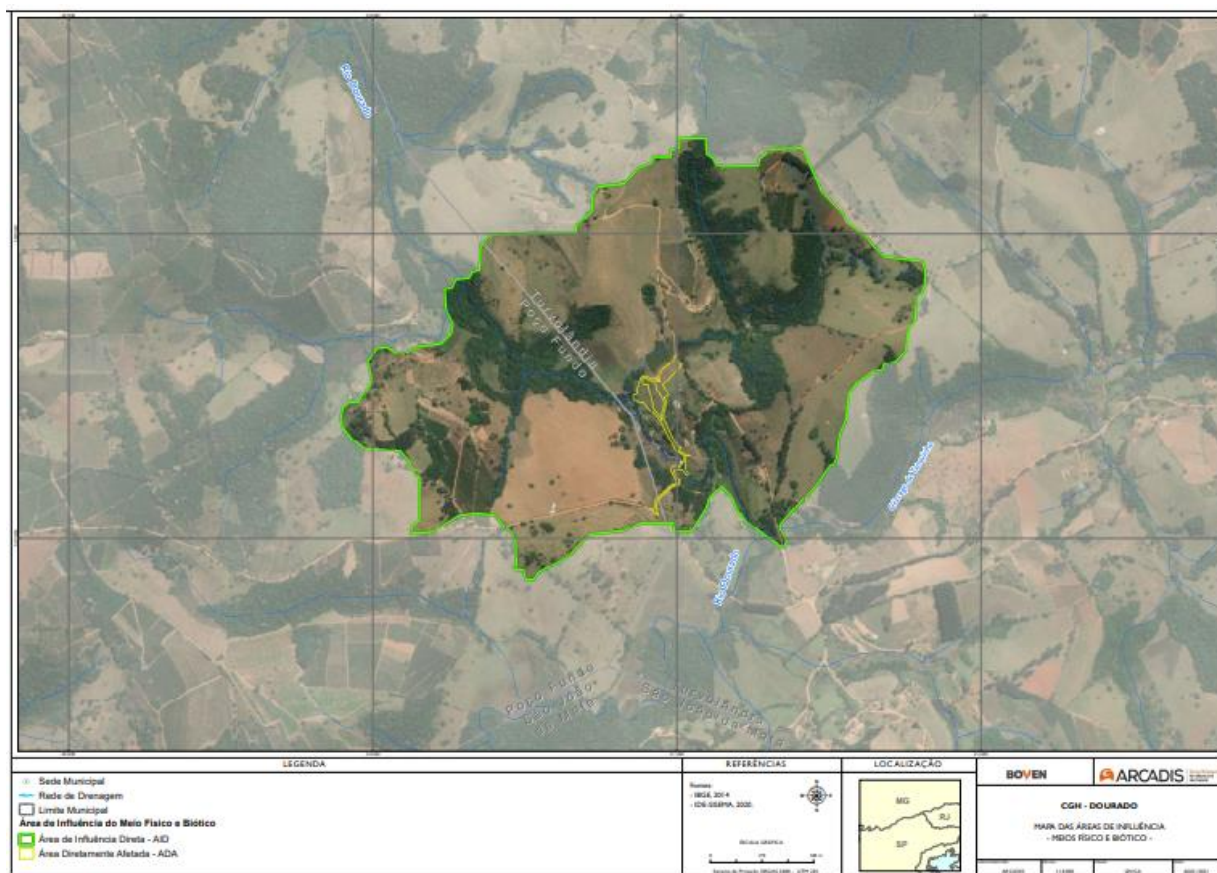 Rio Dourado
Turvolândia
Poço Fundo
Rio Dourado
Poço Fundo
São João
da Mata
Turvolândia
São João da Mata
LEGENDA
Sede Municipal
Rede de Drenagem
Limite Municipal
Área de Influência do Meio Físico e Biótico
Área de Influência Direta - AID
Área Diretamente Afetada - ADA
REFERÊNCIAS
Fontes:
- IBGE, 2014
- IDE-SISEMA, 2020.
ESCALA GRÁFICA
LOCALIZAÇÃO
MG
RJ
SP
BOVEN
ARCADIS
CGH - DOURADO
MAPA DAS ÁREAS DE INFLUÊNCIA
- MEIOS FÍSICO E BIÓTICO -